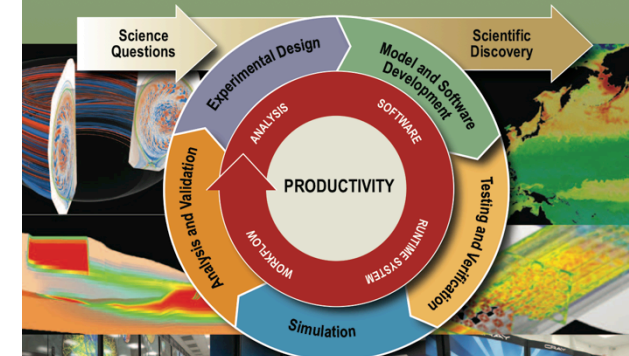 Science
Questions
Scientific
Discovery
Experimental Design
Model and Software
Development
Testing and Verification
Simulation
Analysis and Validation
ANALYSIS
SOFTWARE
RUNTIME SYSTEM
WORKFLOW
PRODUCTIVITY